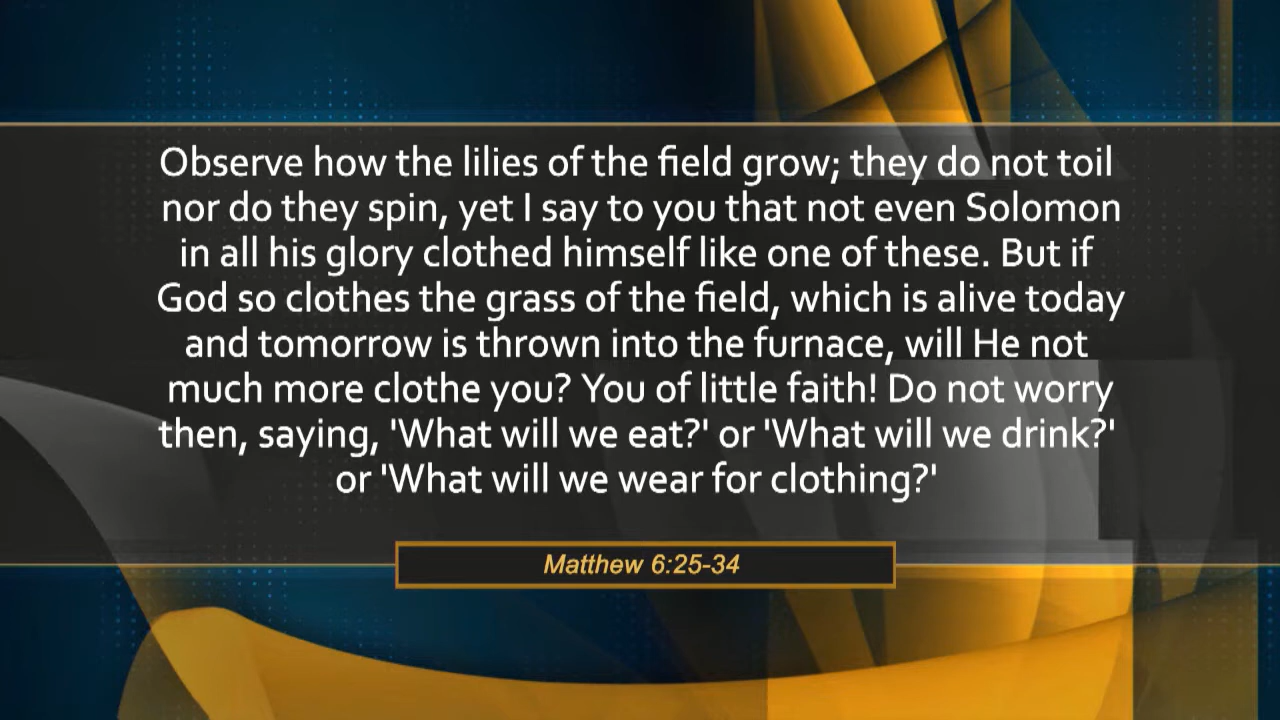 Observe how the lilies of the field grow; they do not toil
nor do they spin, yet I say to you that not even Solomon
in all his glory clothed himself like one of these. But if
God so clothes the grass of the field, which is alive today
and tomorrow is thrown into the furnace, will He not
much more clothe you? You of little faith! Do not worry
then, saying, 'What will we eat?' or 'What will we drink?'
or 'What will we wear for clothing?'
Matthew 6:25-34